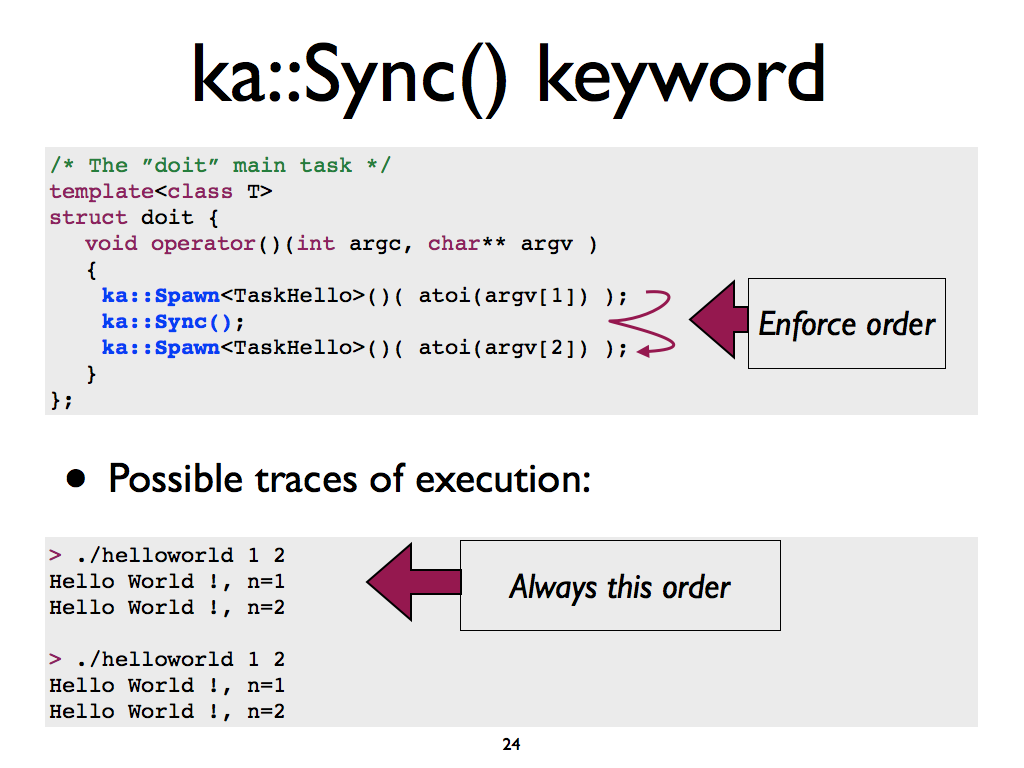 ka::Sync() keyword
/* The ”doit” main task */
template<class T>
struct doit {
void operator()(int argc, char** argv )
{
ka::Spawn<TaskHello>()( atoi(argv[1]) );
ka::Sync();
ka::Spawn<TaskHello>()( atoi(argv[2]) );
}
};
Enforce order
• Possible traces of execution:
> ./helloworld 1 2
Hello World !, n=1
Hello World !, n=2
Always this order
> ./helloworld 1 2
Hello World !, n=1
Hello World !, n=2
24